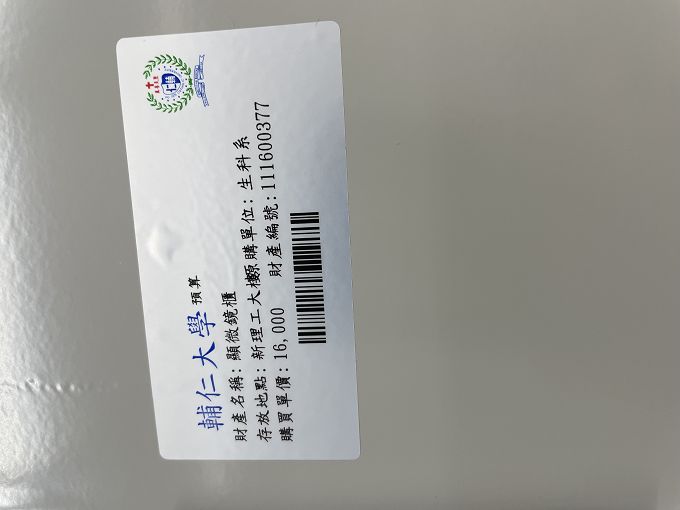 輔仁大學 預算
財產名稱: 顯微鏡櫃
存放地點: 新理工大樓原購單位: 生科系
購買單價: 16,000 財產編號: 111600377